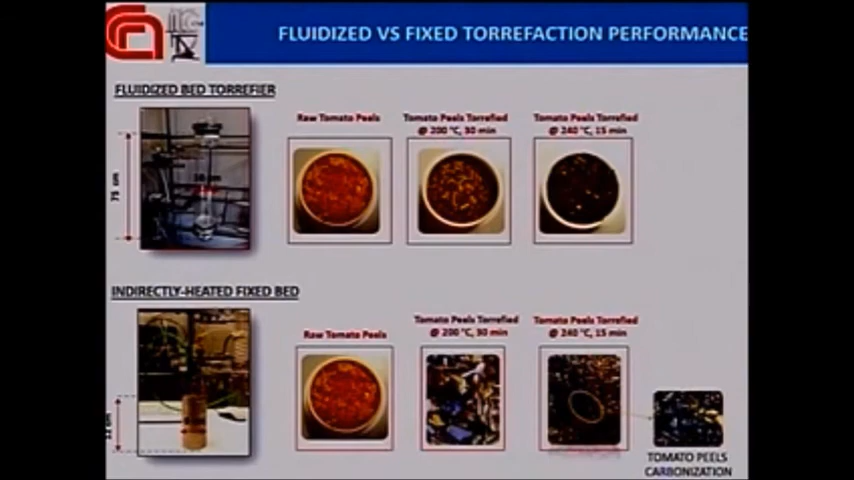 FLUIDIZED VS FIXED TORREFACTION PERFORMANCE
FLUIDIZED BED TORREFIER
Raw Tomato Peels
Tomato Peels Torrefied
@ 200 °C, 30 min
Tomato Peels Torrefied
@ 240 °C, 15 min
75 cm
INDIRECTLY-HEATED FIXED BED
Raw Tomato Peels
Tomato Peels Torrefied
@ 200 °C, 30 min
Tomato Peels Torrefied
@ 240 °C, 15 min
TOMATO PEELS
CARBONIZATION